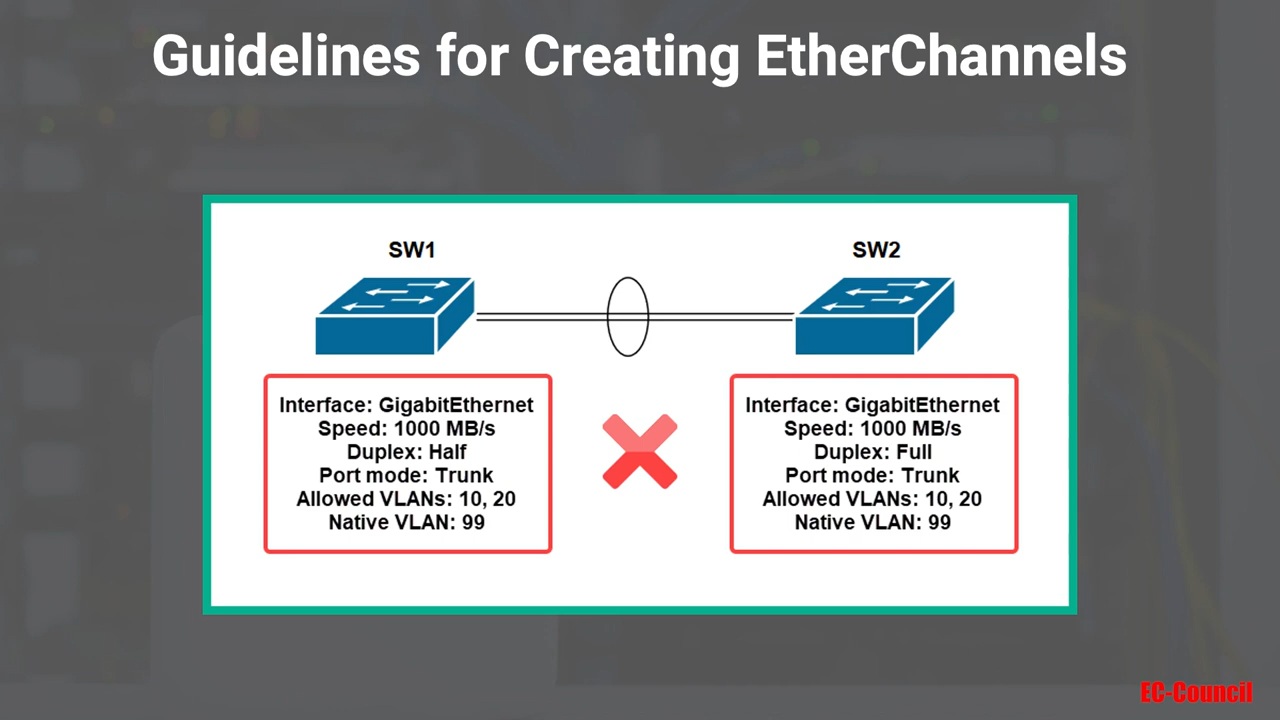 Guidelines for Creating EtherChannels
SW1
SW2
Interface: GigabitEthernet
Speed: 1000 MB/s
Duplex: Half
Port mode: Trunk
Allowed VLANs: 10, 20
Native VLAN: 99
Interface: GigabitEthernet
Speed: 1000 MB/s
Duplex: Full
Port mode: Trunk
Allowed VLANs: 10, 20
Native VLAN: 99
EC-Council